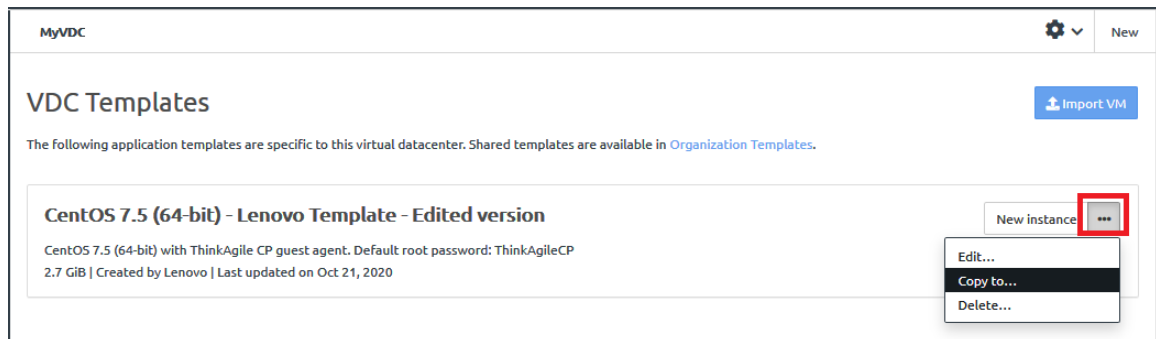 MyVDC
New
VDC Templates
Import VM
The following application templates are specific to this virtual datacenter. Shared templates are available in Organization Templates.
CentOS 7.5 (64-bit) - Lenovo Template - Edited version
New instance
CentOS 7.5 (64-bit) with ThinkAgile CP guest agent. Default root password: ThinkAgileCP
2.7 GiB | Created by Lenovo | Last updated on Oct 21, 2020
Edit...
Copy to...
Delete...